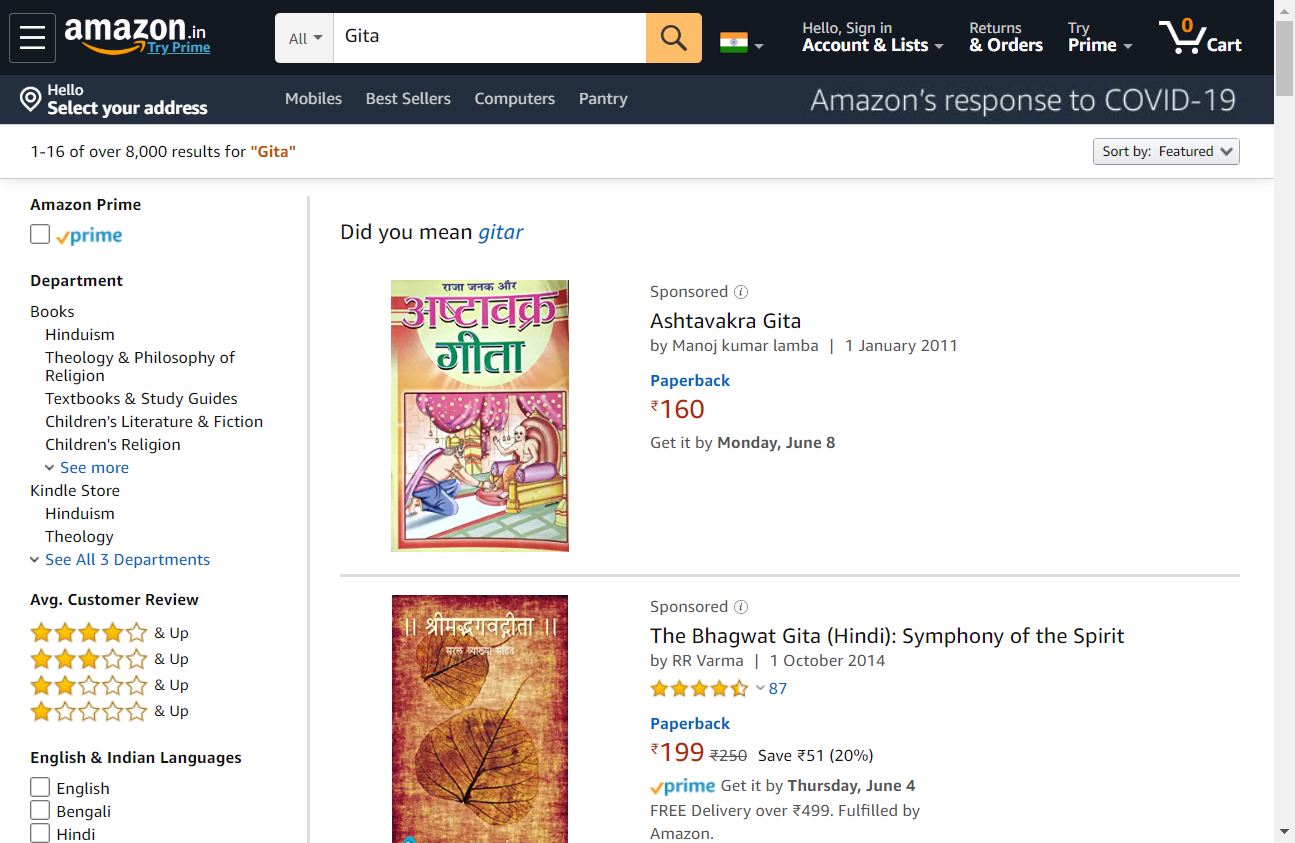 amazon.in
Try Prime
All
Gita
Hello, Sign in
Account & Lists
Returns
& Orders
Try
Prime
0
Cart
Hello
Select your address
Mobiles
Best Sellers
Computers
Pantry
Amazon's response to COVID-19
1-16 of over 8,000 results for "Gita"
Sort by: Featured
Amazon Prime
prime
Department
Books
Hinduism
Theology & Philosophy of
Religion
Textbooks & Study Guides
Children's Literature & Fiction
Children's Religion
See more
Kindle Store
Hinduism
Theology
See All 3 Departments
Avg. Customer Review
& Up
& Up
& Up
& Up
English & Indian Languages
English
Bengali
Hindi
Did you mean gitar
राजा जनक और
अष्टावक्र
गीता
Sponsored
Ashtavakra Gita
by Manoj kumar lamba | 1 January 2011
Paperback
₹160
Get it by Monday, June 8
|| श्रीमद्भगवद्गीता ||
सरल व्याख्या सहित
Sponsored
The Bhagwat Gita (Hindi): Symphony of the Spirit
by RR Varma | 1 October 2014
87
Paperback
₹199 ₹250 Save ₹51 (20%)
prime Get it by Thursday, June 4
FREE Delivery over ₹499. Fulfilled by
Amazon.